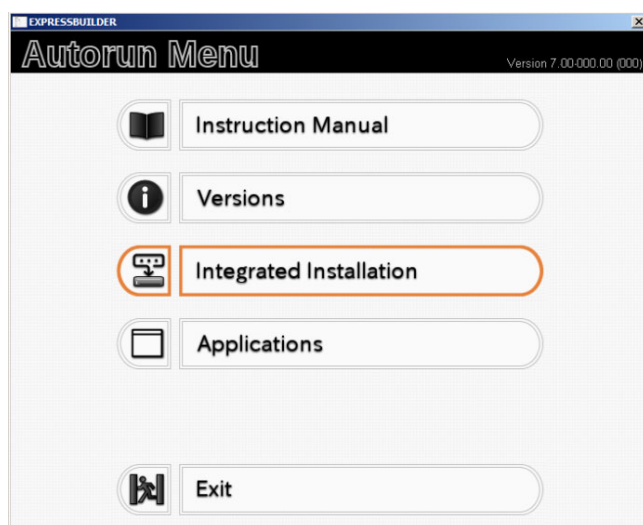 EXPRESSBUILDER
Autorun Menu
Version 7.00-000.00 (000)
Instruction Manual
Versions
Integrated Installation
Applications
Exit